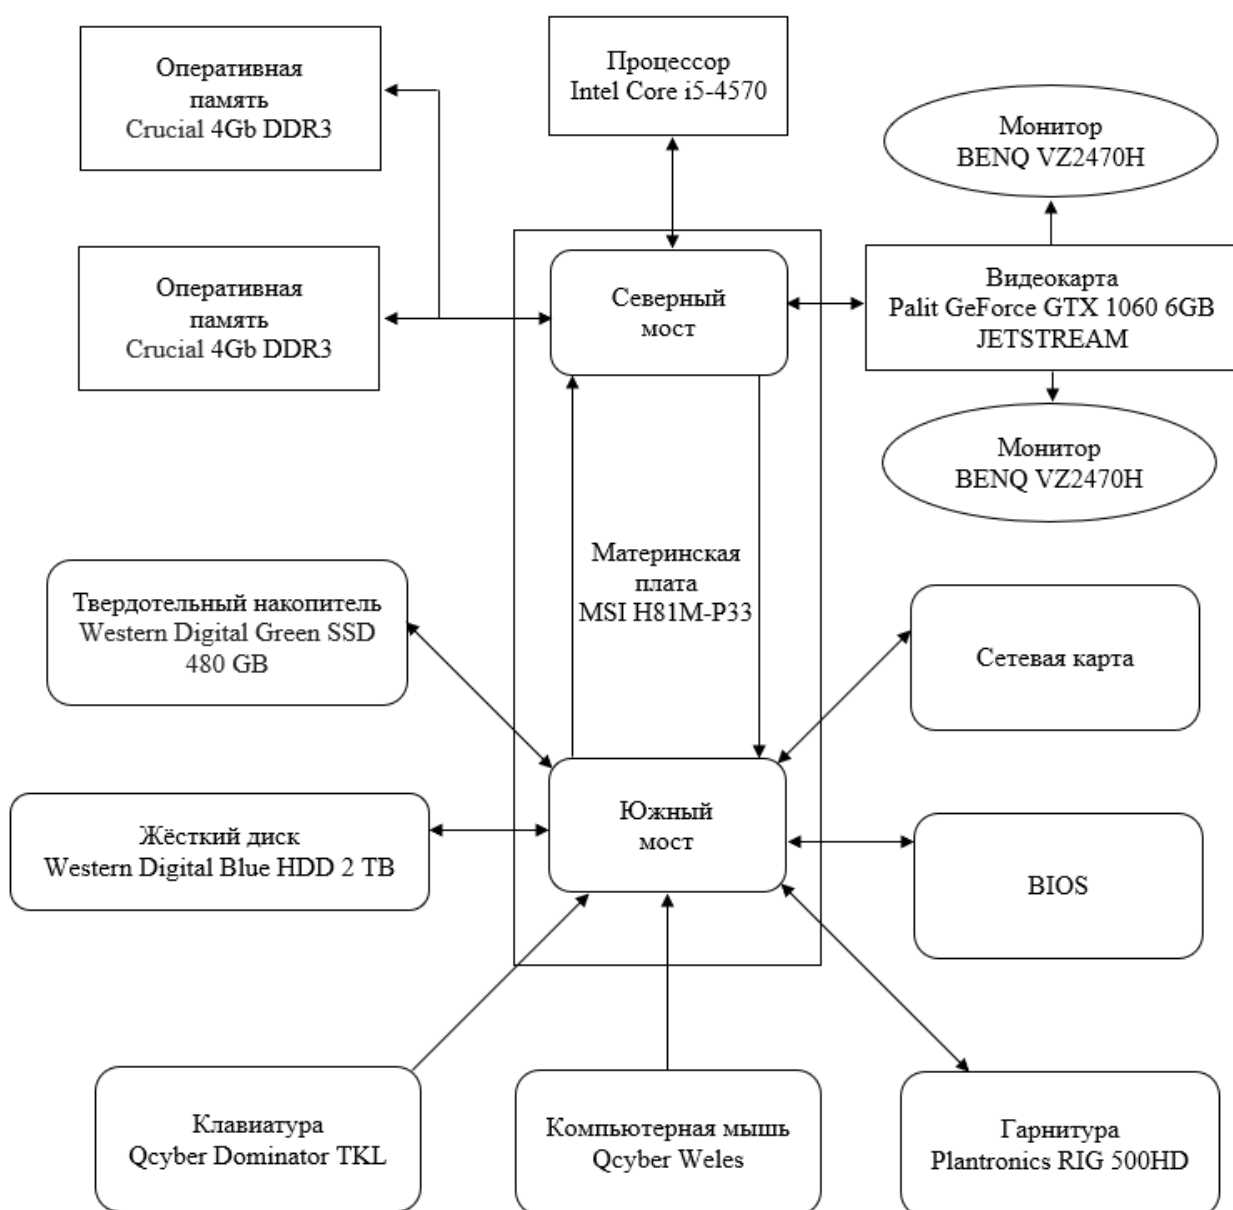 Оперативная
память
Crucial 4Gb DDR3
Процессор
Intel Core i5-4570
Монитор
BENQ VZ2470H
Оперативная
память
Crucial 4Gb DDR3
Северный
мост
Видеокарта
Palit GeForce GTX 1060 6GB
JETSTREAM
Монитор
BENQ VZ2470H
Материнская
плата
MSI H81M-P33
Твердотельный накопитель
Western Digital Green SSD
480 GB
Сетевая карта
Жёсткий диск
Western Digital Blue HDD 2 TB
Южный
мост
BIOS
Клавиатура
Qcyber Dominator TKL
Компьютерная мышь
Qcyber Weles
Гарнитура
Plantronics RIG 500HD